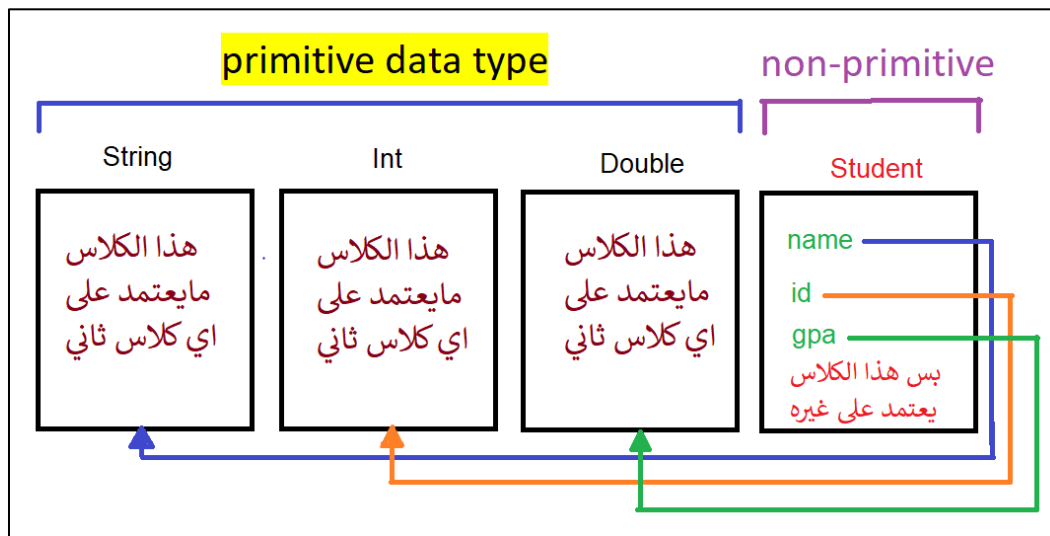 primitive data type
non-primitive
String
Int
Double
Student
هذا الكلاس
مايعتمد على
اي كلاس ثاني
هذا الكلاس
مايعتمد على
اي كلاس ثاني
هذا الكلاس
مايعتمد على
اي كلاس ثاني
name
id
gpa
بس هذا الكلاس
يعتمد على غيره